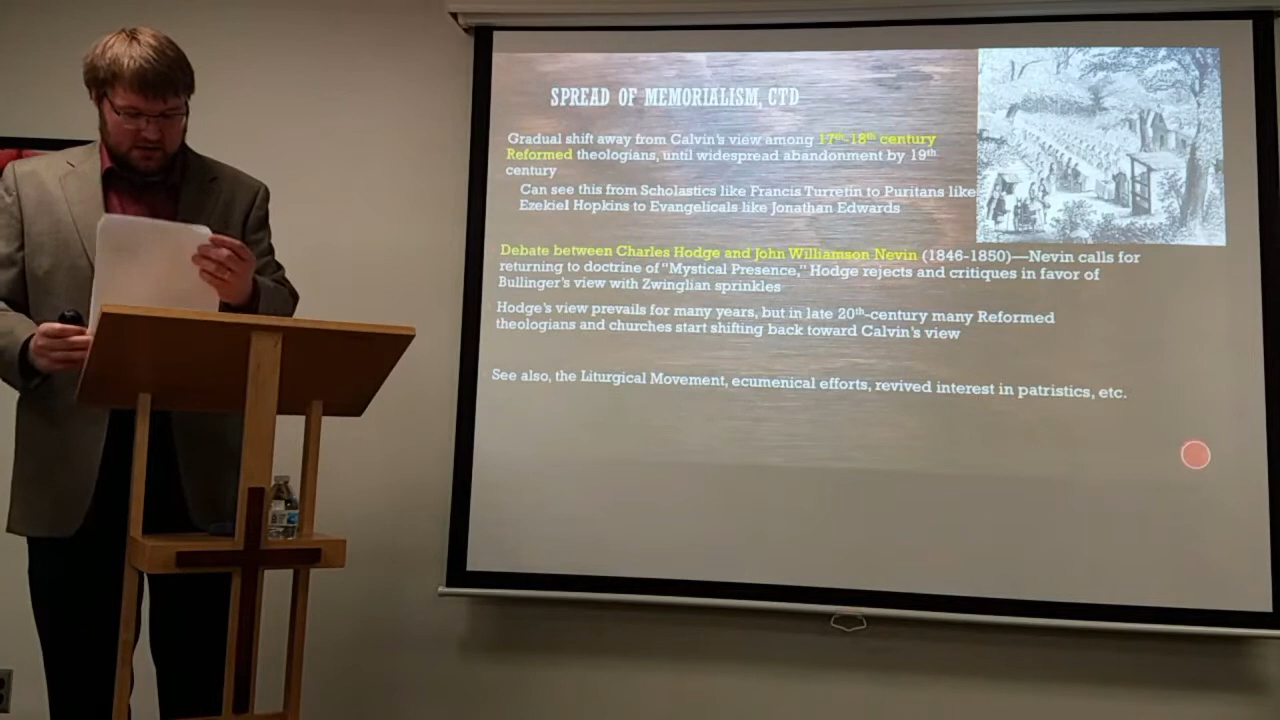 SPREAD OF MEMORIALISM, CTD
Gradual shift away from Calvin's view among 17th-18th century
Reformed theologians, until widespread abandonment by 19th
century
Can see this from Scholastics like Francis Turretin to Puritans like
Ezekiel Hopkins to Evangelicals like Jonathan Edwards
Debate between Charles Hodge and John Williamson Nevin (1846-1850)—Nevin calls for
returning to doctrine of "Mystical Presence," Hodge rejects and critiques in favor of
Bullinger's view with Zwinglian sprinkles
Hodge's view prevails for many years, but in late 20th-century many Reformed
theologians and churches start shifting back toward Calvin's view
See also, the Liturgical Movement, ecumenical efforts, revived interest in patristics, etc.